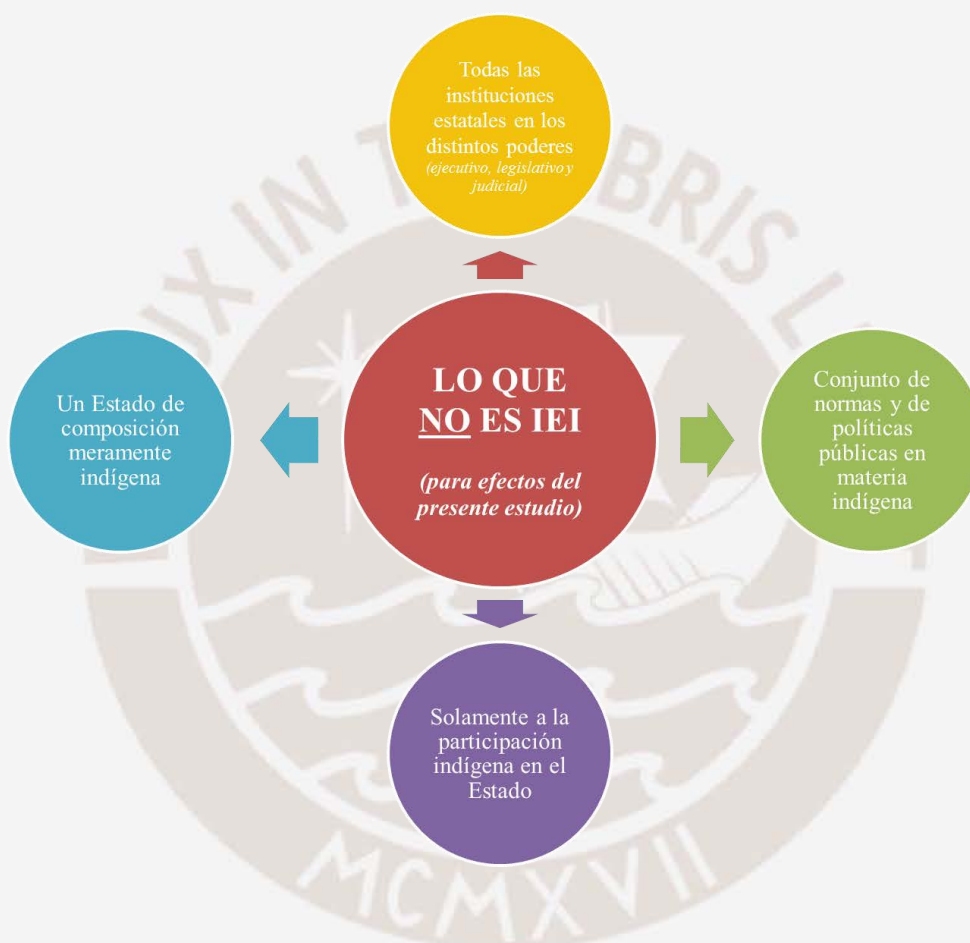 Todas las
instituciones
estatales en los
distintos poderes
(ejecutivo, legislativo y
judicial)
LO QUE
NO ES IEI
(para efectos del
presente estudio)
Un Estado de
composición
meramente
indígena
Conjunto de
normas y de
políticas
públicas en
materia
indígena
Solamente a la
participación
indígena en el
Estado
MCMXVII